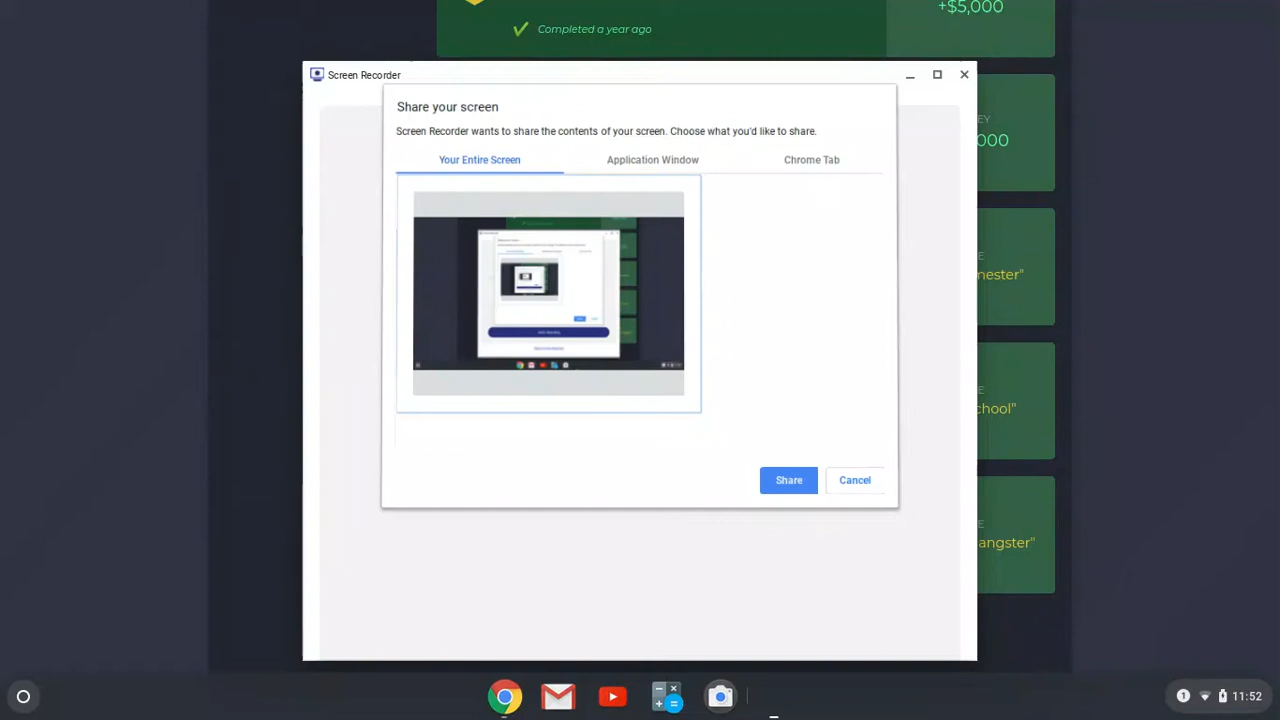 +$5,000
Completed a year ago
Screen Recorder
Share your screen
Screen Recorder wants to share the contents of your screen. Choose what you'd like to share.
Your Entire Screen
Application Window
Chrome Tab
Share
Cancel
EY
000
E
nester"
E
chool"
E
angster"
1
11:52